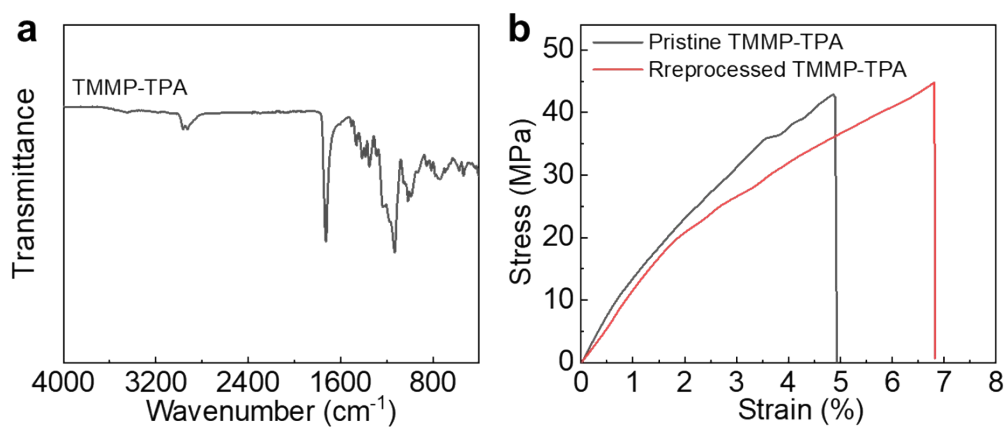 a
TMMP-TPA
Transmittance
4000 3200 2400 1600 800
Wavenumber (cm⁻¹)
b
Pristine TMMP-TPA
Rreprocessed TMMP-TPA
Stress (MPa)
50
40
30
20
10
0
0 1 2 3 4 5 6 7 8
Strain (%)